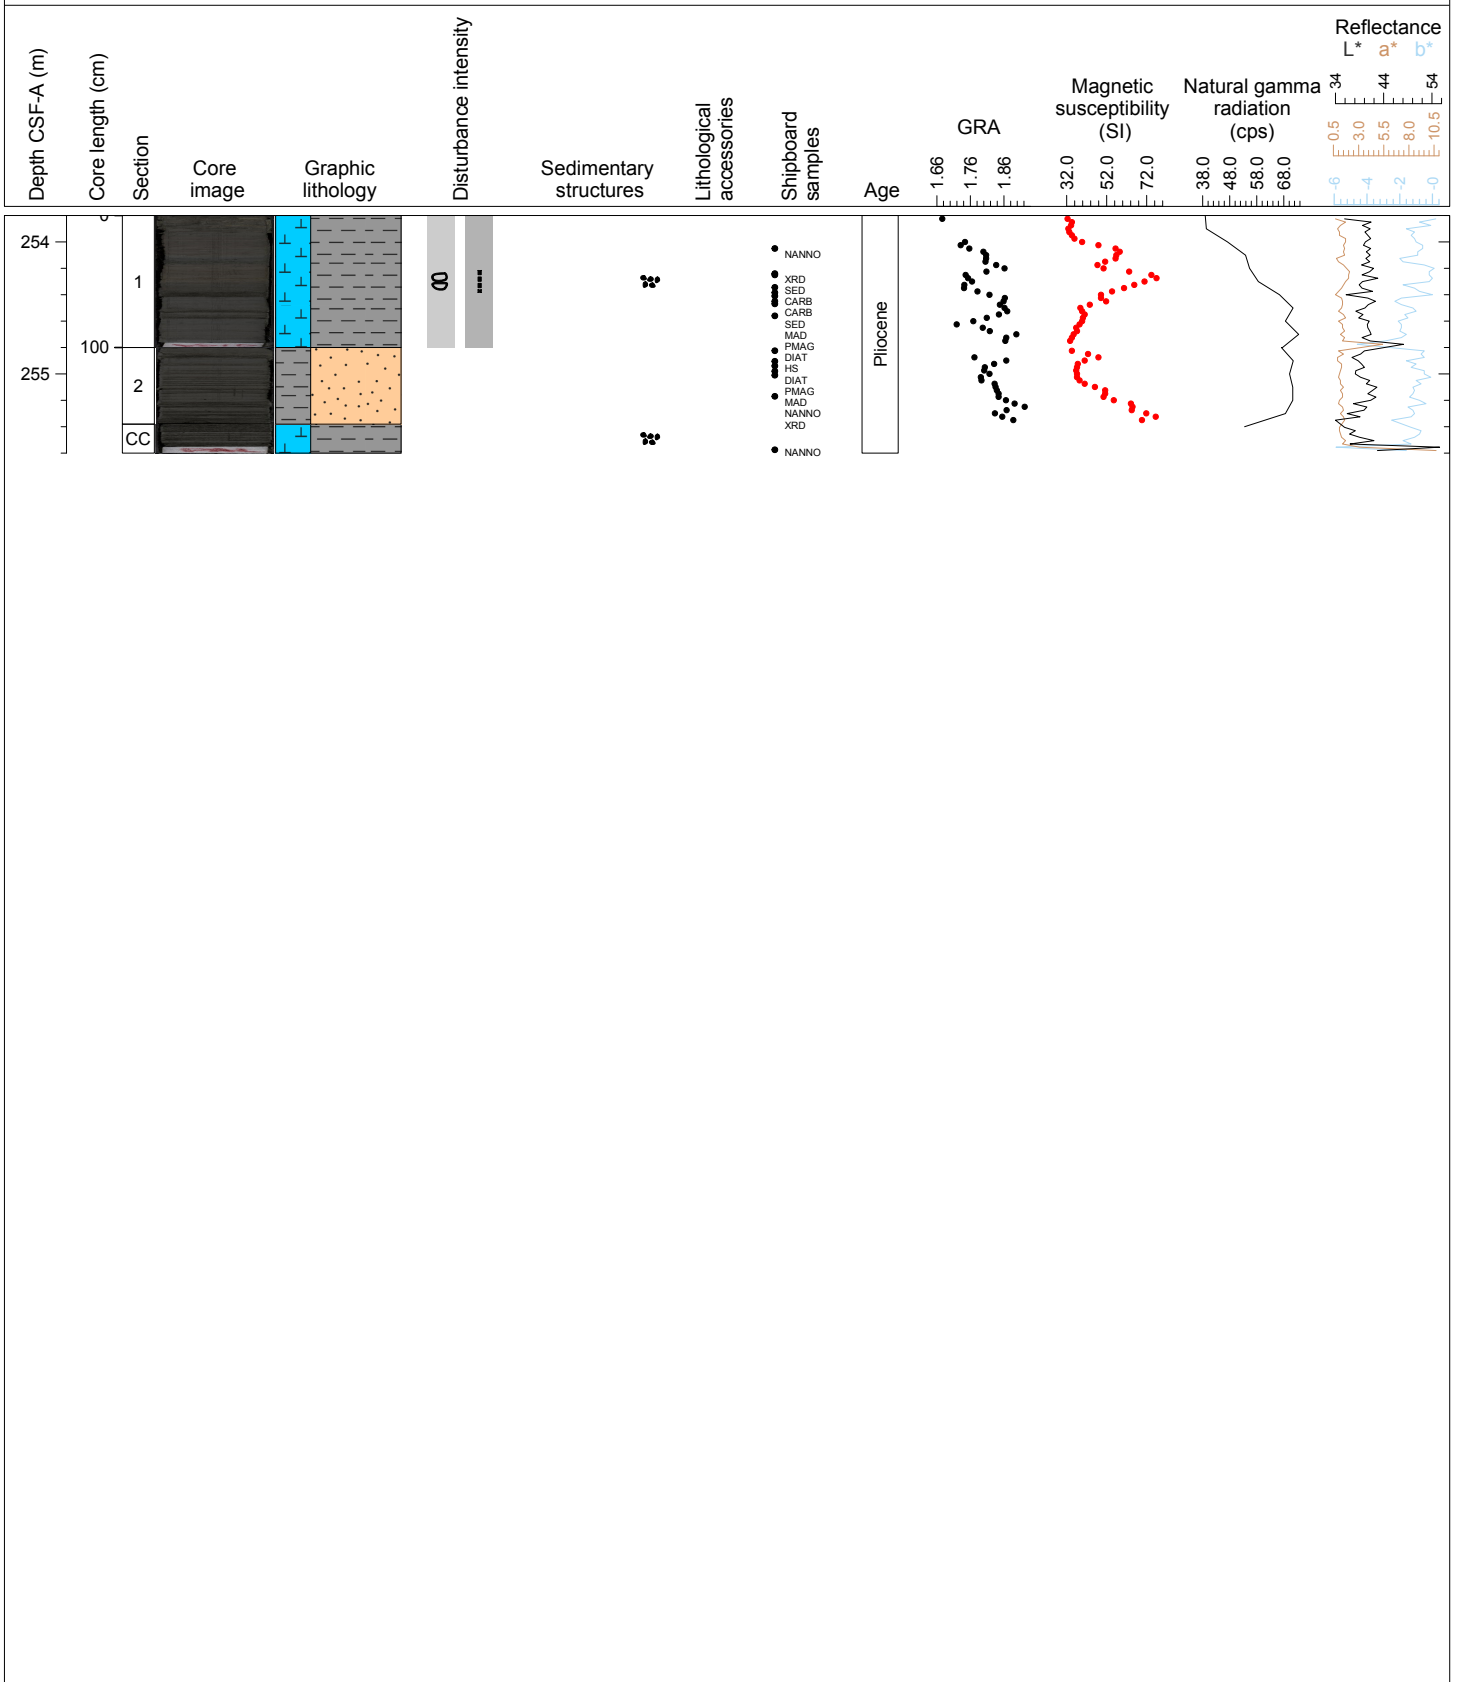 Depth CSF-A (m)
Core length (cm)
Section
Core
image
Graphic
lithology
Disturbance intensity
Sedimentary
structures
Lithological
accessories
Shipboard
samples
Age
GRA
1.66
1.76
1.86
Magnetic
susceptibility
(SI)
32.0
52.0
72.0
Natural gamma
radiation
(cps)
38.0
48.0
58.0
68.0
Reflectance
L* a* b*
34
44
54
0.5
3.0
5.5
8.0
10.5
-6
-4
-2
-0
254
255
0
100
1
2
CC
NANNO
XRD
SED
CARB
CARB
SED
MAD
PMAG
DIAT
HS
DIAT
PMAG
MAD
NANNO
XRD
NANNO
Pliocene